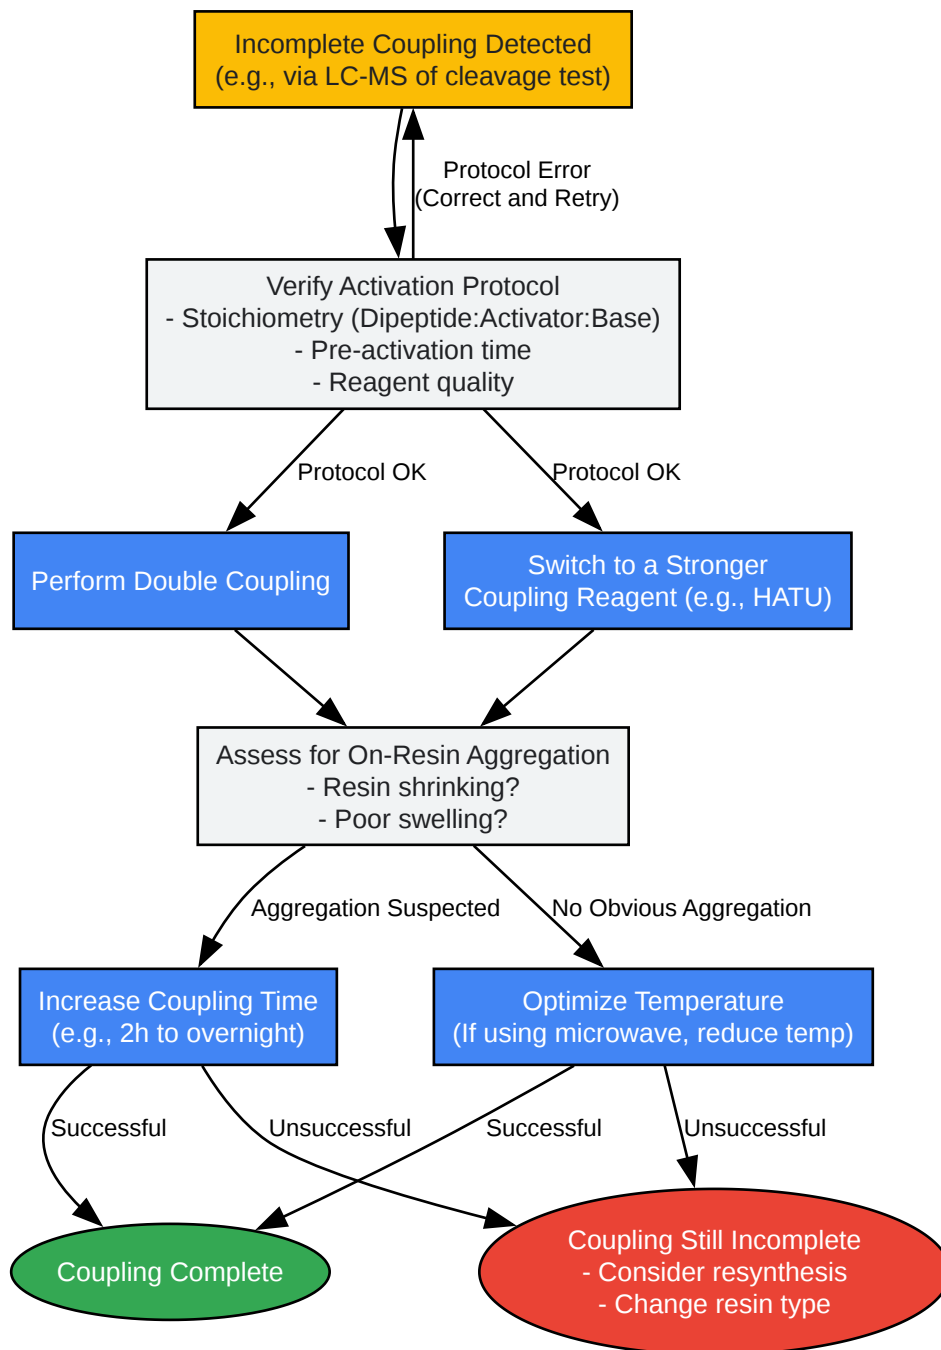 Incomplete Coupling Detected
(e.g., via LC-MS of cleavage test)
Protocol Error
(Correct and Retry)
Verify Activation Protocol
- Stoichiometry (Dipeptide:Activator:Base)
- Pre-activation time
- Reagent quality
Protocol OK
Protocol OK
Perform Double Coupling
Switch to a Stronger
Coupling Reagent (e.g., HATU)
Assess for On-Resin Aggregation
- Resin shrinking?
- Poor swelling?
Aggregation Suspected
No Obvious Aggregation
Increase Coupling Time
(e.g., 2h to overnight)
Optimize Temperature
(If using microwave, reduce temp)
Successful
Unsuccessful
Successful
Unsuccessful
Coupling Complete
Coupling Still Incomplete
- Consider resynthesis
- Change resin type